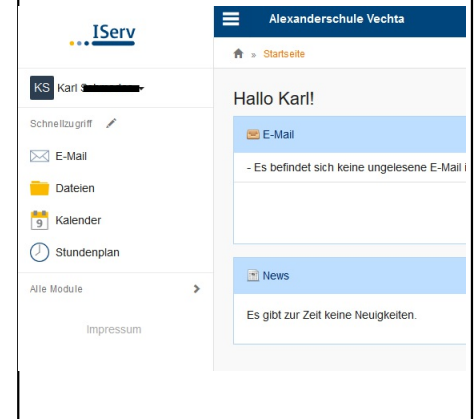 IServ
KS Karl
Schnellzugriff
E-Mail
Dateien
9 Kalender
Stundenplan
Alle Module
Impressum
Alexanderschule Vechta
» Startseite
Hallo Karl!
E-Mail
- Es befindet sich keine ungelesene E-Mail i
News
Es gibt zur Zeit keine Neuigkeiten.